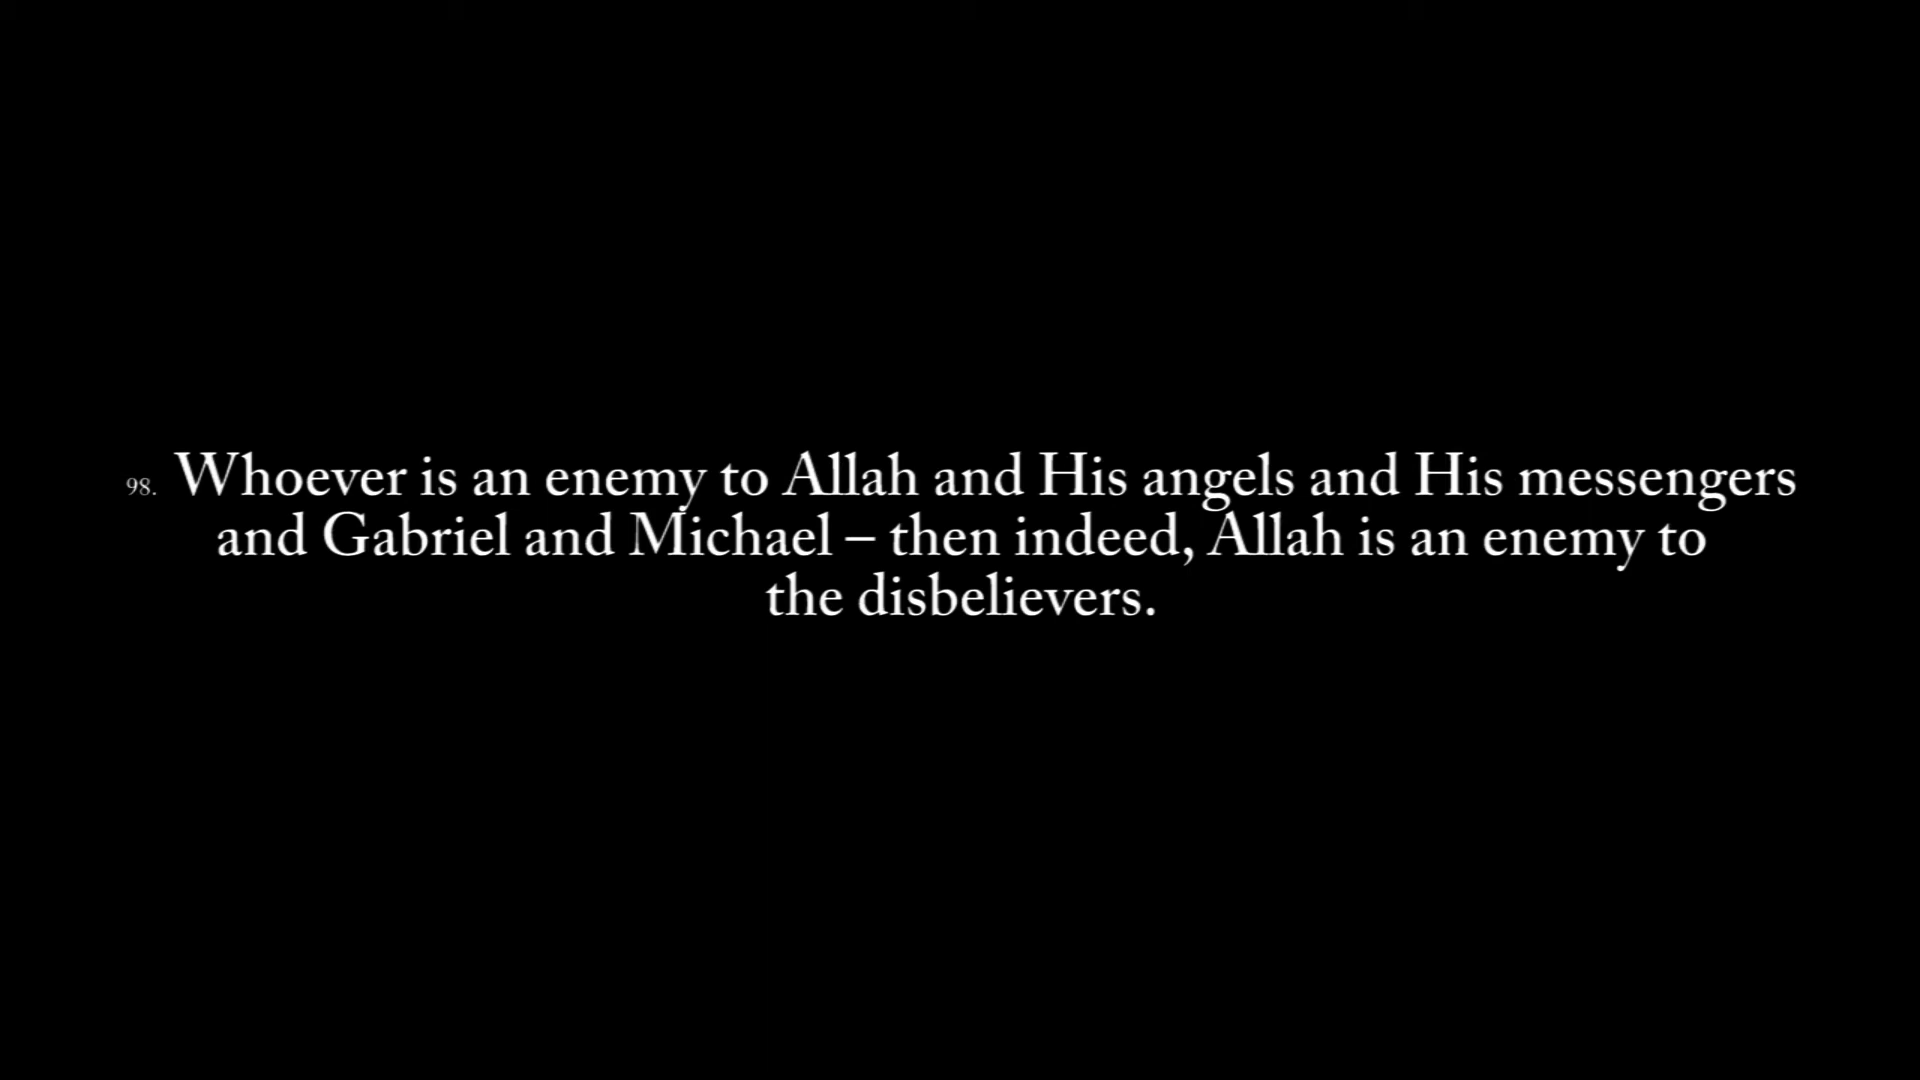 98. Whoever is an enemy to Allah and His angels and His messengers
and Gabriel and Michael – then indeed, Allah is an enemy to
the disbelievers.